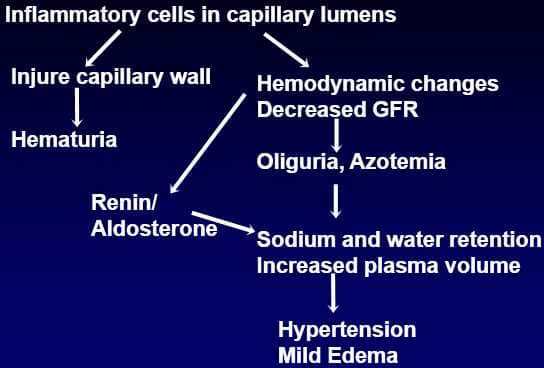 Inflammatory cells in capillary lumens
Injure capillary wall
Hemodynamic changes
Decreased GFR
Hematuria
Oliguria, Azotemia
Renin/
Aldosterone
Sodium and water retention
Increased plasma volume
Hypertension
Mild Edema